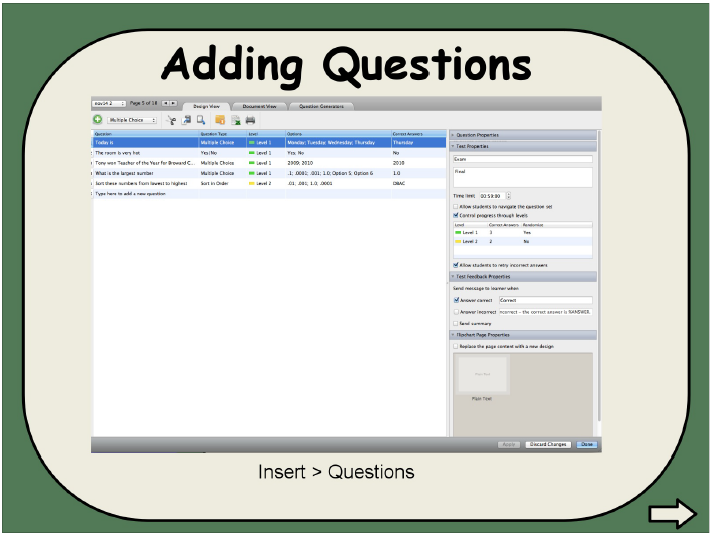 Adding Questions
nov14 2 Page 5 of 18
Design View Document View Question Generators
Multiple Choice
Question Question Type Level Options Correct Answers
Today is Multiple Choice Level 1 Monday; Tuesday; Wednesday; Thursday Thursday
The room is very hot Yes/No Level 1 Yes; No No
Tony won Teacher of the Year for Broward C... Multiple Choice Level 1 2009; 2010 2010
What is the largest number Multiple Choice Level 1 .1; .0001; .001; 1.0; Option 5; Option 6 1.0
Sort these numbers from lowest to highest Sort in Order Level 2 .01; .001; 1.0; .0001 DBAC
Type here to add a new question
Question Properties
Test Properties
Exam
Final
Time limit: 00:59:00
Allow students to navigate the question set
Control progress through levels
Level Correct Answers Randomize
Level 1 3 Yes
Level 2 2 No
Allow students to retry incorrect answers
Test Feedback Properties
Send message to learner when
Answer correct Correct
Answer incorrect ncorrect - the correct answer is %ANSWER.
Send summary
Flipchart Page Properties
Replace the page content with a new design
Plain Text
Apply Discard Changes Done
Insert > Questions